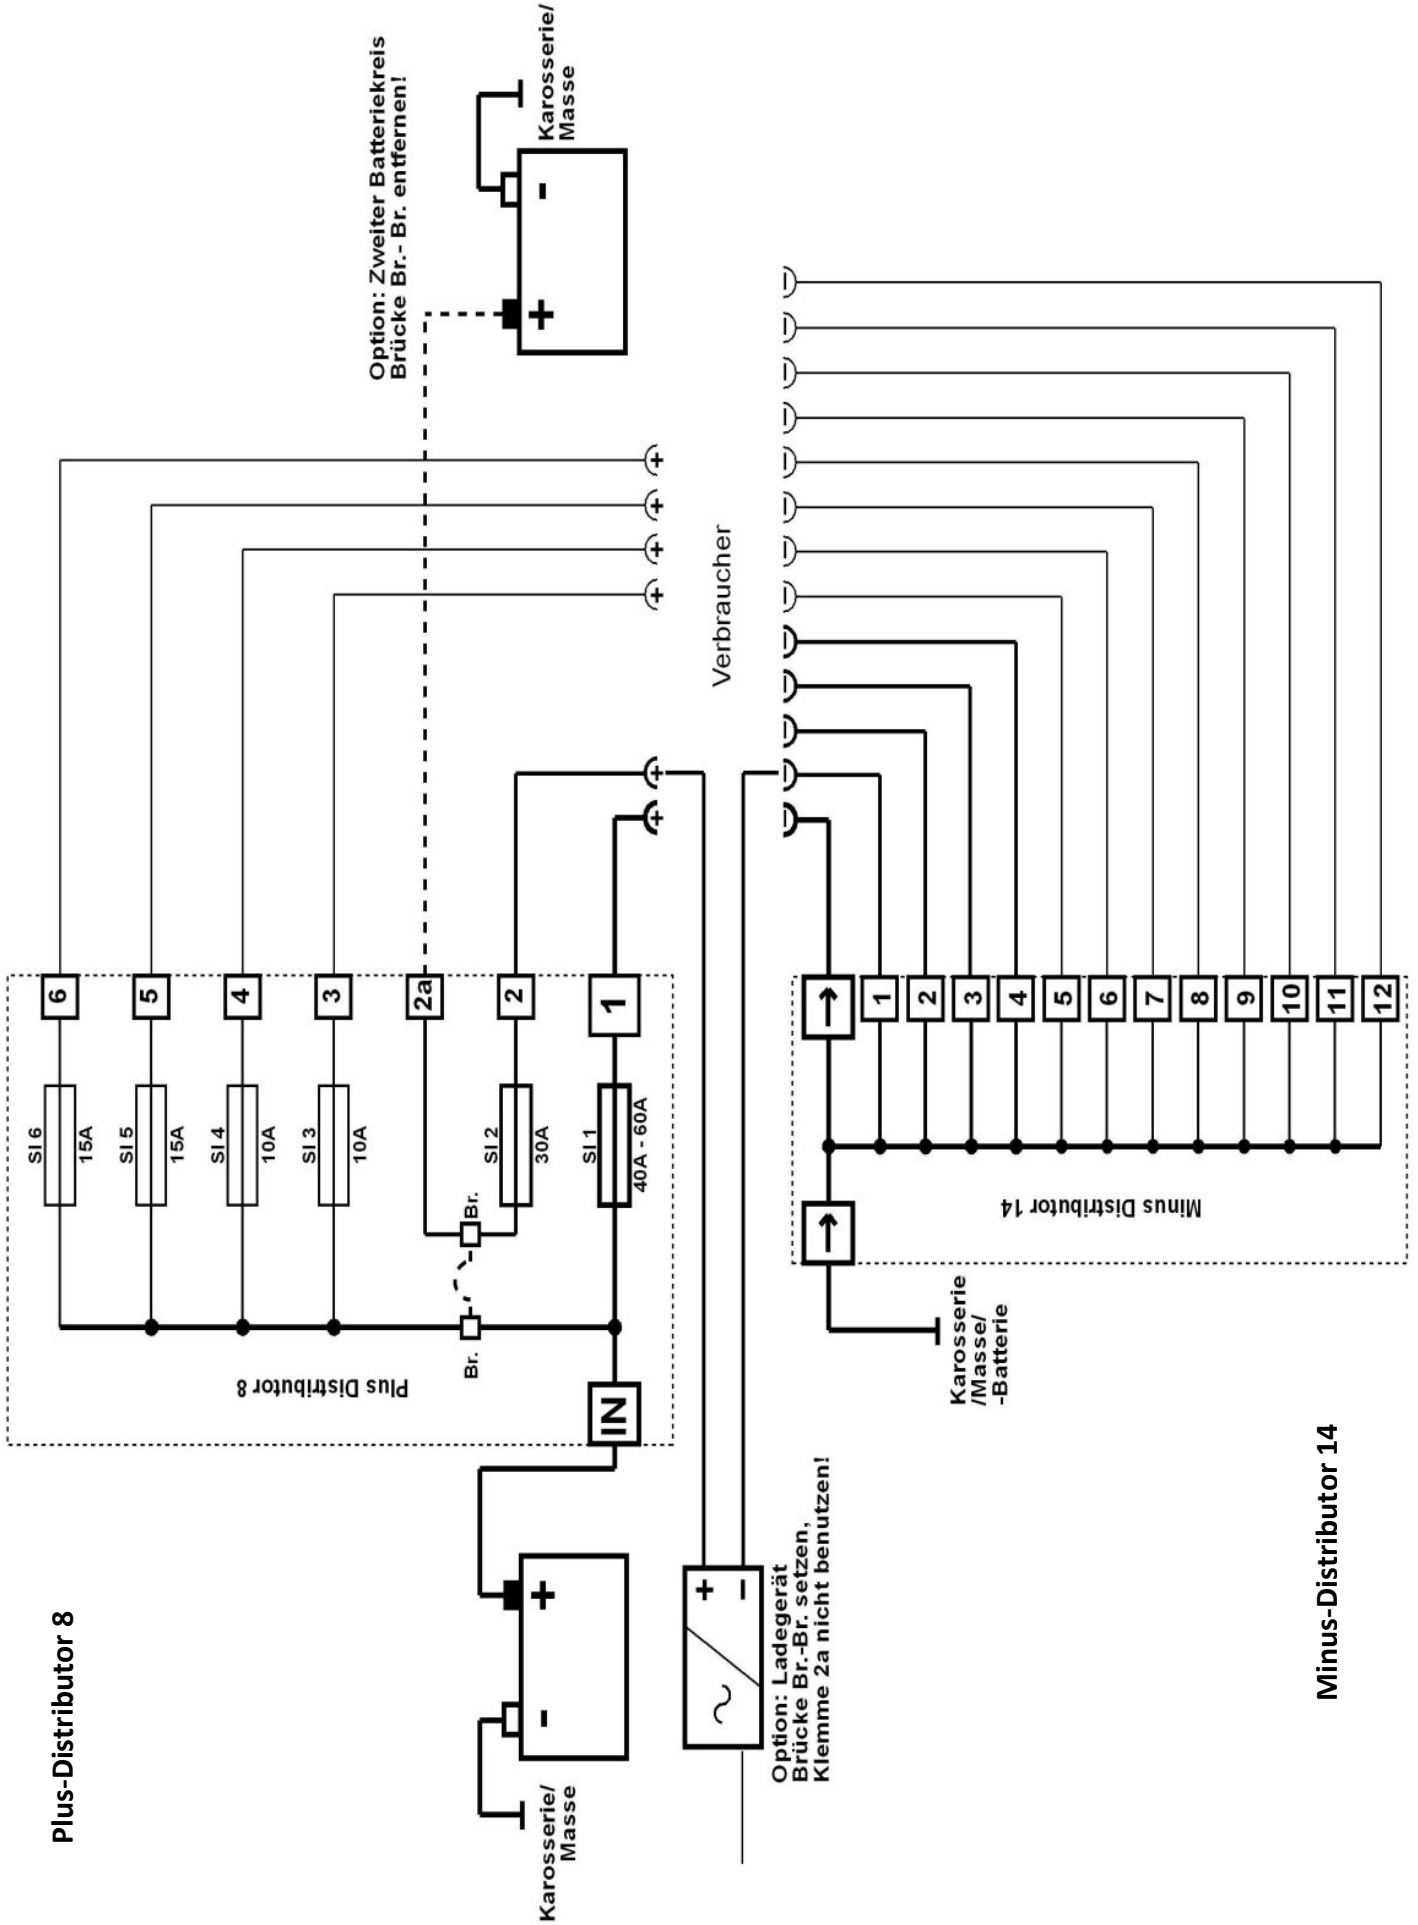 Plus-Distributor 8
Minus-Distributor 14
Karosserie/
Masse
-
+
Option: Ladegerät
Brücke Br.-Br. setzen,
Klemme 2a nicht benutzen!
~
+
–
Plus Distributor 8
IN
Br.
Br.
SI 6
15A
SI 5
15A
SI 4
10A
SI 3
10A
SI 2
30A
SI 1
40A - 60A
6
5
4
3
2a
2
1
Option: Zweiter Batteriekreis
Brücke Br.- Br. entfernen!
+
-
Karosserie/
Masse
+
+
+
+
+
+
Verbraucher
–
–
–
–
–
–
–
–
–
–
–
–
–
Karosserie
/Masse/
-Batterie
Minus Distributor 14
1
2
3
4
5
6
7
8
9
10
11
12